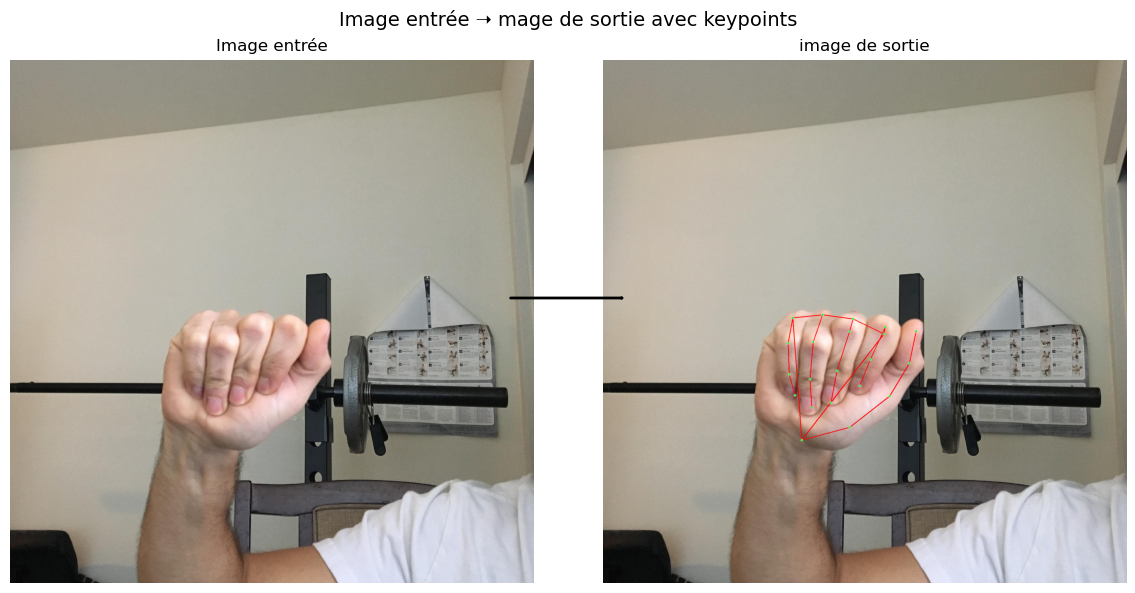 Image entrée → mage de sortie avec keypoints
Image entrée
image de sortie